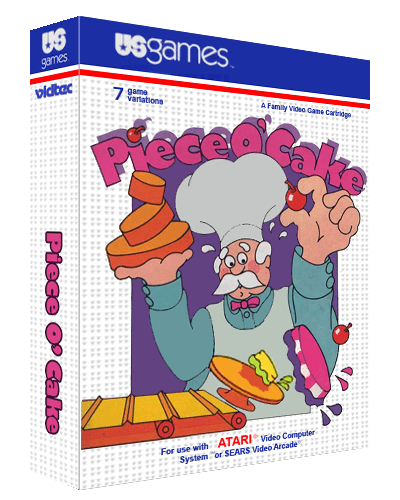 US
games
vidtec
Piece O' Cake
USgames™
7 game
variations
A Family Video Game Cartridge
Piece O' Cake
For use with ATARI® Video Computer
System or SEARS Video Arcade